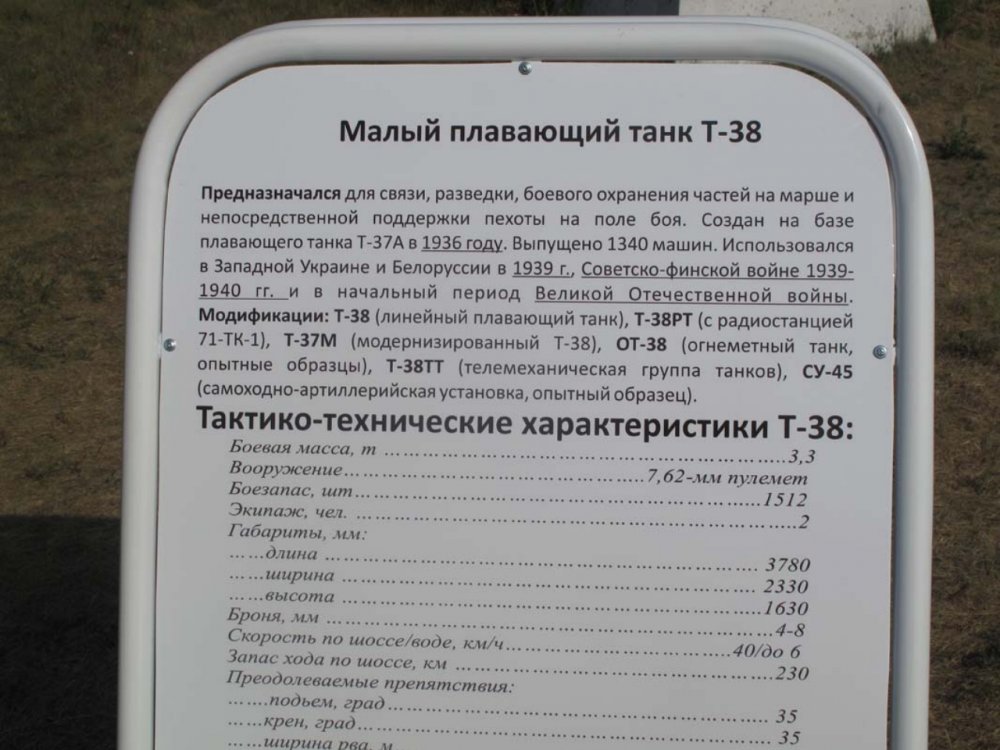 Малый плавающий танк Т-38
Предназначался для связи, разведки, боевого охранения частей на марше и
непосредственной поддержки пехоты на поле боя. Создан на базе
плавающего танка Т-37А в 1936 году. Выпущено 1340 машин. Использовался
в Западной Украине и Белоруссии в 1939 г., Советско-финской войне 1939-
1940 гг. и в начальный период Великой Отечественной войны.
Модификации: Т-38 (линейный плавающий танк), Т-38РТ (с радиостанцией
71-ТК-1), Т-37М (модернизированный Т-38), ОТ-38 (огнеметный танк,
опытные образцы), Т-38ТТ (телемеханическая группа танков), СУ-45
(самоходно-артиллерийская установка, опытный образец).
Тактико-технические характеристики Т-38:
Боевая масса, т ........................................3,3
Вооружение........................................7,62-мм пулемет
Боезапас, шт........................................1512
Экипаж, чел. ........................................2
Габариты, мм:
......длина ........................................ 3780
......ширина ........................................ 2330
......высота ........................................1630
Броня, мм ........................................4-8
Скорость по шоссе/воде, км/ч........................................40/до 6
Запас хода по шоссе, км ........................................230
Преодолеваемые препятствия:
.......подьем, град........................................ 35
......крен, град........................................ 35
......ширина рва, м